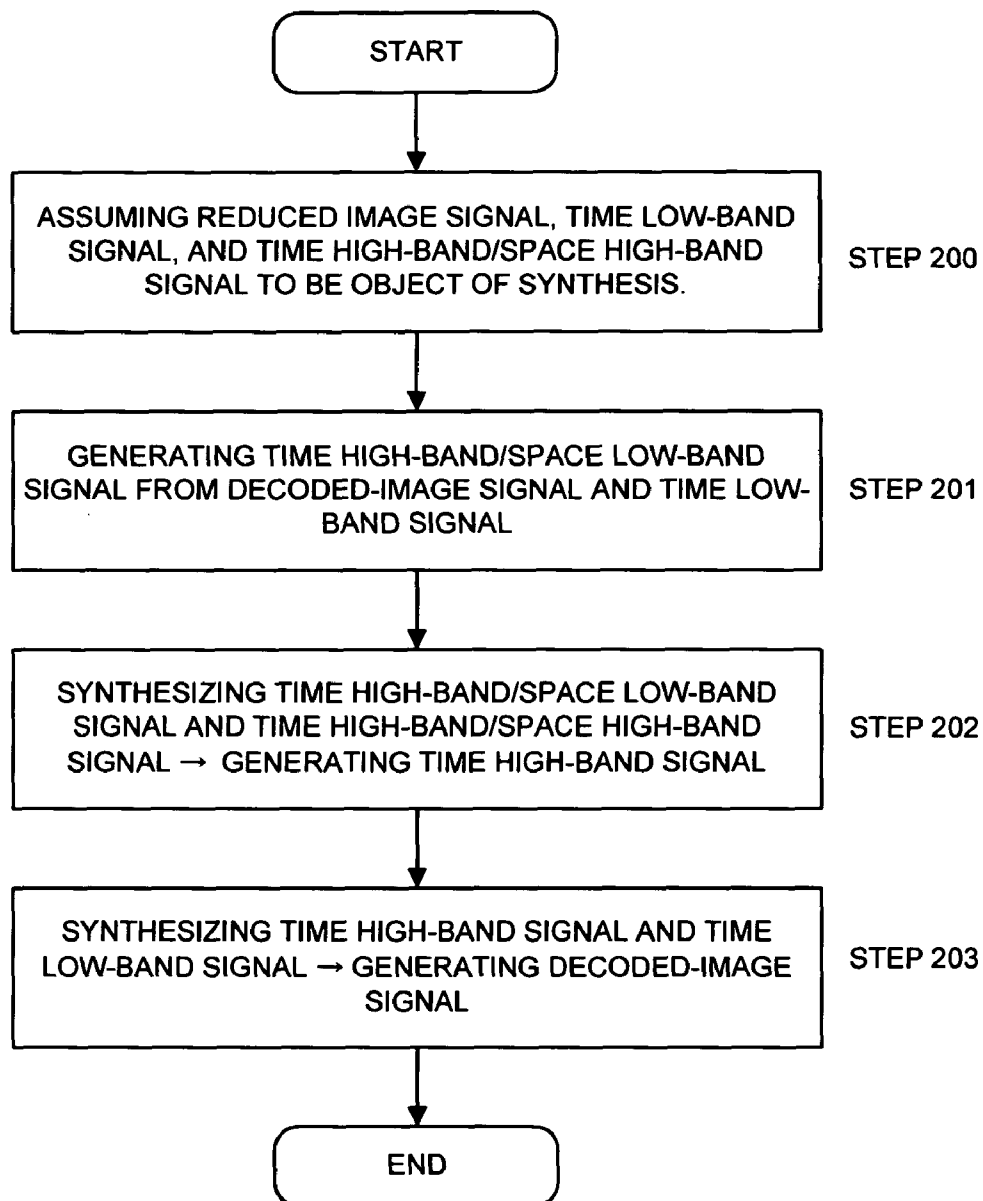 START
ASSUMING REDUCED IMAGE SIGNAL, TIME LOW-BAND
SIGNAL, AND TIME HIGH-BAND/SPACE HIGH-BAND
SIGNAL TO BE OBJECT OF SYNTHESIS.
STEP 200
GENERATING TIME HIGH-BAND/SPACE LOW-BAND
SIGNAL FROM DECODED-IMAGE SIGNAL AND TIME LOW-
BAND SIGNAL
STEP 201
SYNTHESIZING TIME HIGH-BAND/SPACE LOW-BAND
SIGNAL AND TIME HIGH-BAND/SPACE HIGH-BAND
SIGNAL → GENERATING TIME HIGH-BAND SIGNAL
STEP 202
SYNTHESIZING TIME HIGH-BAND SIGNAL AND TIME
LOW-BAND SIGNAL → GENERATING DECODED-IMAGE
SIGNAL
STEP 203
END